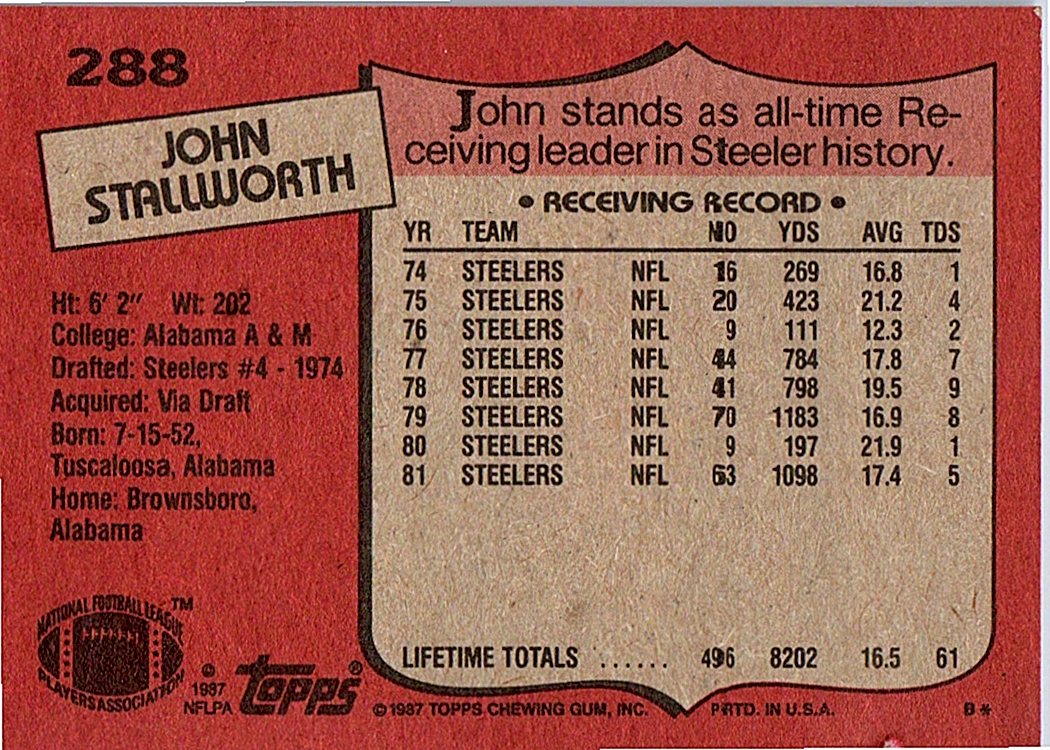 288
JOHN
STALLWORTH
Ht: 6' 2" Wt: 202
College: Alabama A & M
Drafted: Steelers #4 - 1974
Acquired: Via Draft
Born: 7-15-52,
Tuscaloosa, Alabama
Home: Brownsboro,
Alabama
NATIONAL FOOTBALL LEAGUE TM
PLAYERS ASSOCIATION
© 1987
NFLPA
topps®
John stands as all-time Re-
ceiving leader in Steeler history.
• RECEIVING RECORD •
YR TEAM NO YDS AVG TDS
74 STEELERS NFL 16 269 16.8 1
75 STEELERS NFL 20 423 21.2 4
76 STEELERS NFL 9 111 12.3 2
77 STEELERS NFL 44 784 17.8 7
78 STEELERS NFL 41 798 19.5 9
79 STEELERS NFL 70 1183 16.9 8
80 STEELERS NFL 9 197 21.9 1
81 STEELERS NFL 63 1098 17.4 5
LIFETIME TOTALS ...... 496 8202 16.5 61
© 1987 TOPPS CHEWING GUM, INC. PRTD. IN U.S.A. B*